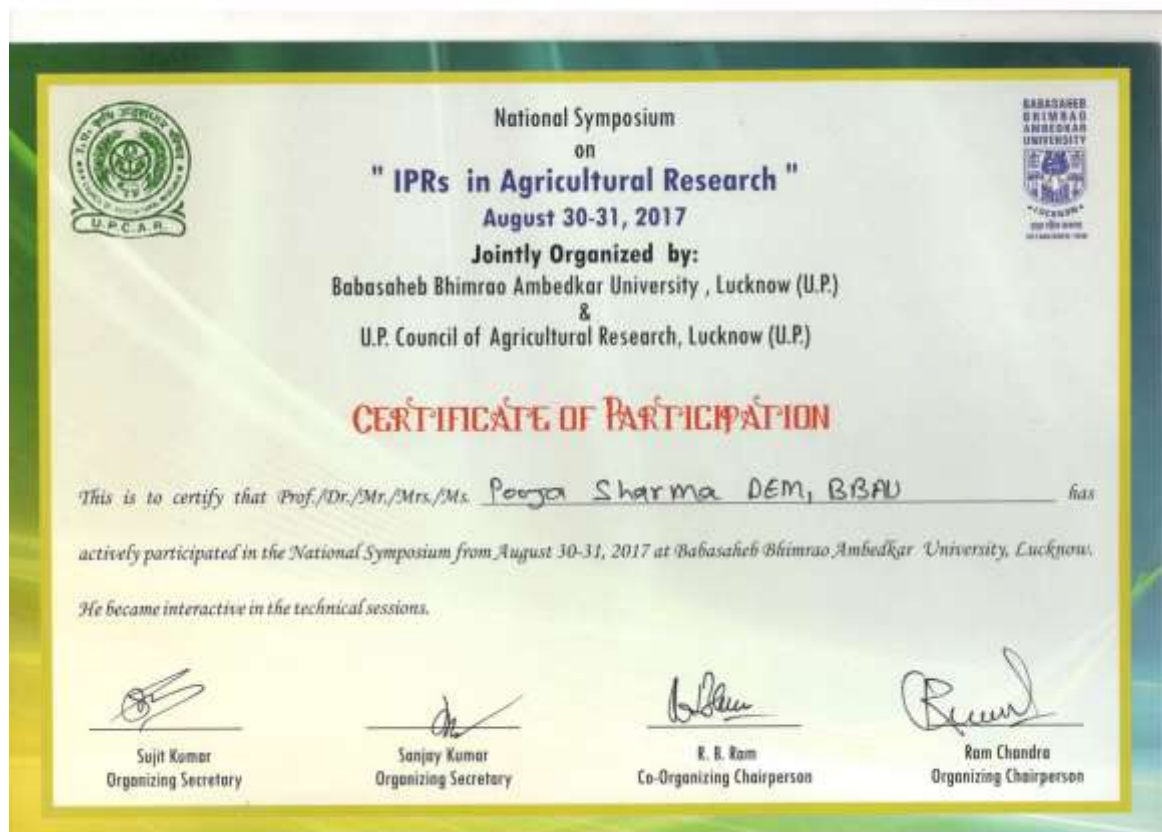 National Symposium
on
" IPRs in Agricultural Research "
August 30-31, 2017
Jointly Organized by:
Babasaheb Bhimrao Ambedkar University , Lucknow (U.P.)
&
U.P. Council of Agricultural Research, Lucknow (U.P.)
U.P.C.A.R.
BABASAHEB
BHIMRAO
AMBEDKAR
UNIVERSITY
LUCKNOW
CERTIFICATE OF PARTICIPATION
This is to certify that Prof./Dr./Mr./Mrs./Ms. Pooja Sharma DEM, BBAU has
actively participated in the National Symposium from August 30-31, 2017 at Babasaheb Bhimrao Ambedkar University, Lucknow.
He became interactive in the technical sessions.
Sujit Kumar
Organizing Secretary
Sanjay Kumar
Organizing Secretary
R. B. Ram
Co-Organizing Chairperson
Ram Chandra
Organizing Chairperson